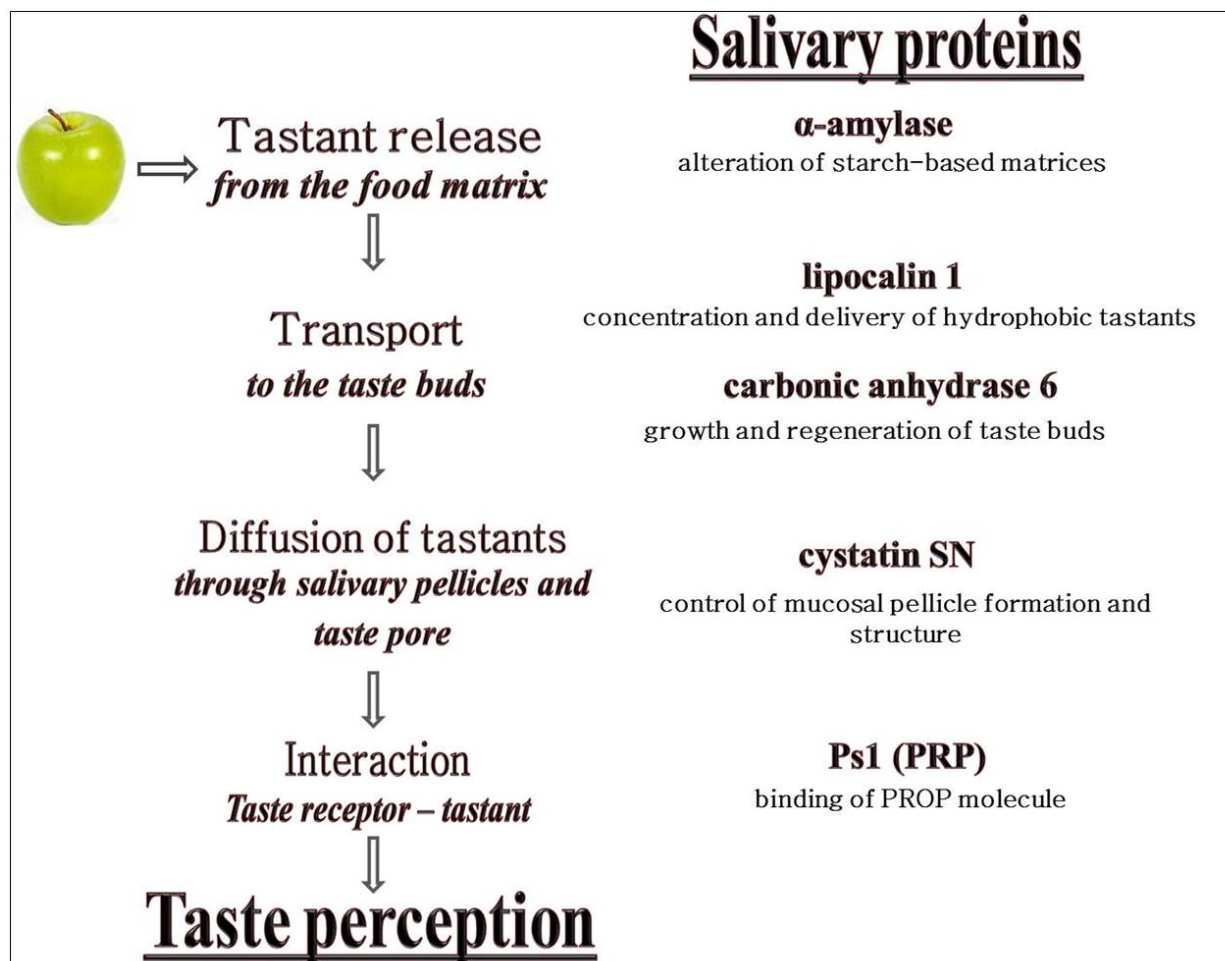 Salivary proteins
Tastant release
from the food matrix
α-amylase
alteration of starch-based matrices
Transport
to the taste buds
lipocalin 1
concentration and delivery of hydrophobic tastants
carbonic anhydrase 6
growth and regeneration of taste buds
Diffusion of tastants
through salivary pellicles and
taste pore
cystatin SN
control of mucosal pellicle formation and
structure
Interaction
Taste receptor – tastant
Ps1 (PRP)
binding of PROP molecule
Taste perception